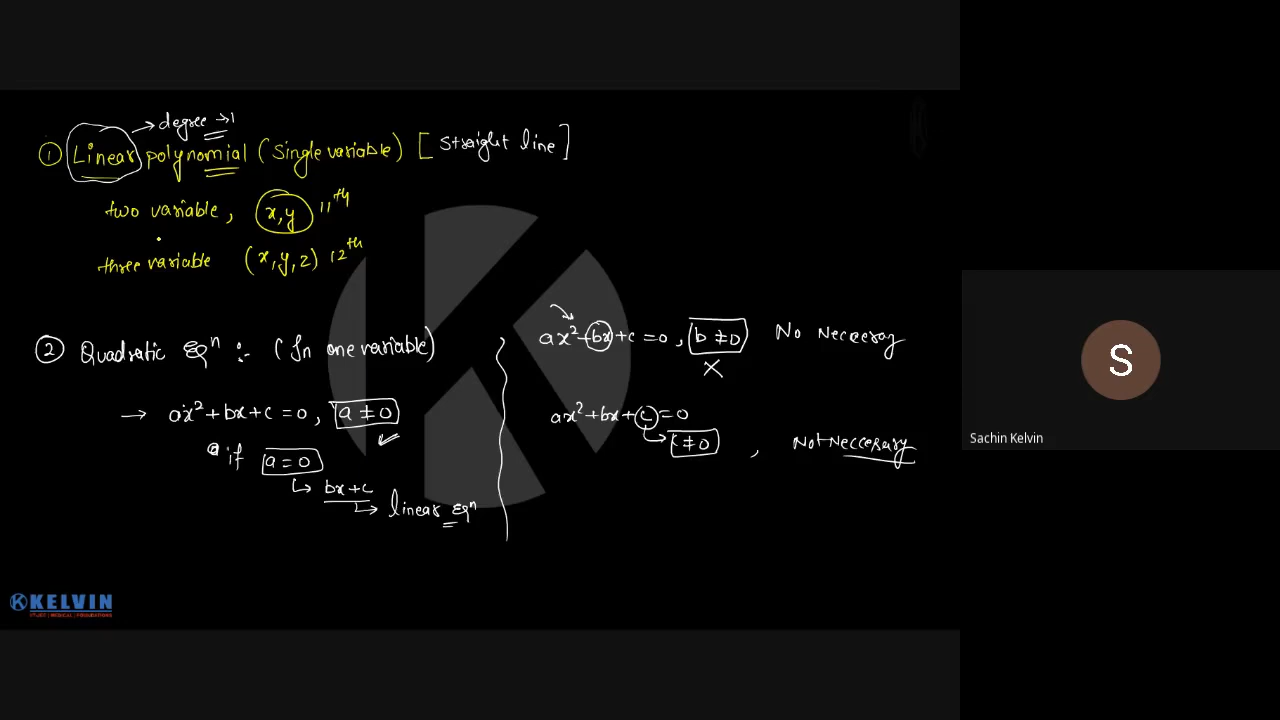 → degree → 1
① Linear polynomial (Single variable) [Straight line]
two variable, x,y 11th
three variable (x,y,z) 12th
② Quadratic Eqn :- (In one variable)
→ ax²+bx+c=0, a≠0
if a=0
↳ bx+c
↳ linear Eqn
ax²+bx+c=0, b≠0 No necceray
×
ax²+bx+c=0
↳ c≠0, Not Neccesary
KELVIN
S
Sachin Kelvin